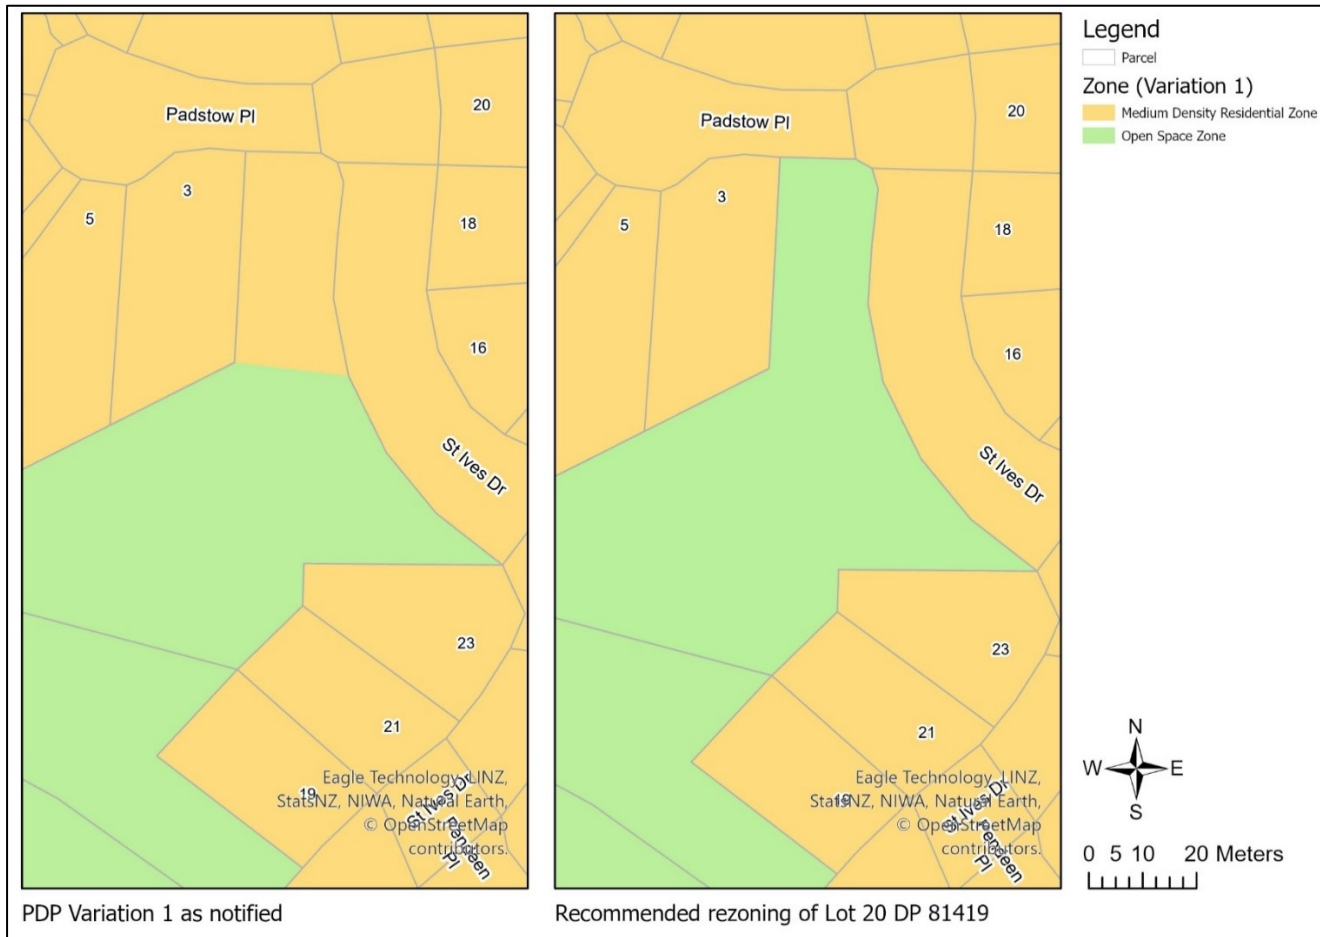 Padstow Pl
20
3
5
18
16
St Ives Dr
23
21
19
Eagle Technology, LINZ,
StatsNZ, NIWA, Natural Earth,
© OpenStreetMap
contributors.
St Ives Dr
Pl
PDP Variation 1 as notified
Padstow Pl
20
3
5
18
16
St Ives Dr
23
21
19
Eagle Technology, LINZ,
StatsNZ, NIWA, Natural Earth,
© OpenStreetMap
contributors.
St Ives Dr
Pl
Recommended rezoning of Lot 20 DP 81419
Legend
Parcel
Zone (Variation 1)
Medium Density Residential Zone
Open Space Zone
N
W E
S
0 5 10 20 Meters